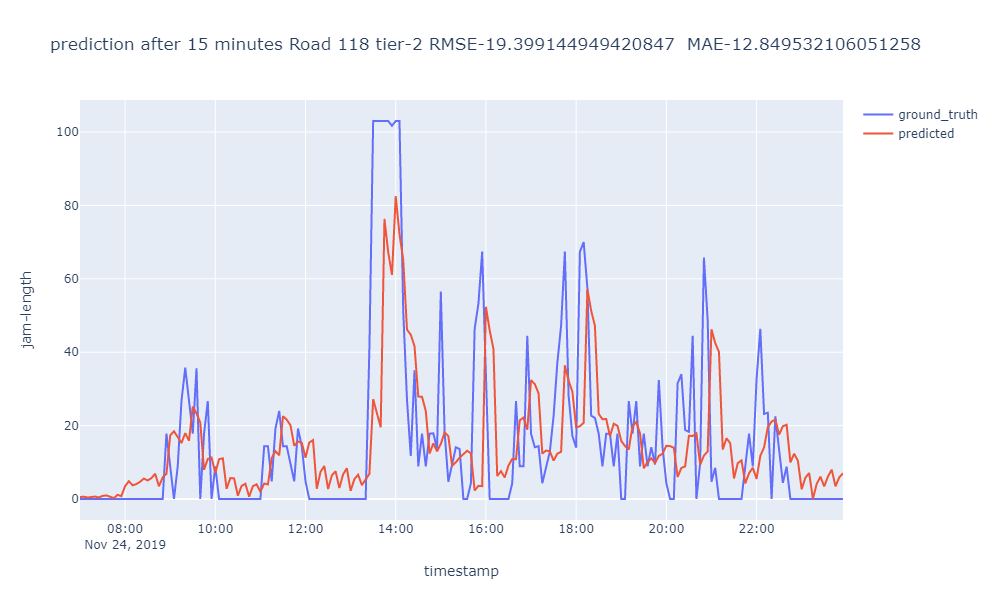 prediction after 15 minutes Road 118 tier-2 RMSE-19.399144949420847  MAE-12.849532106051258
ground_truth
predicted
jam-length
100
80
60
40
20
0
08:00 10:00 12:00 14:00 16:00 18:00 20:00 22:00
Nov 24, 2019
timestamp